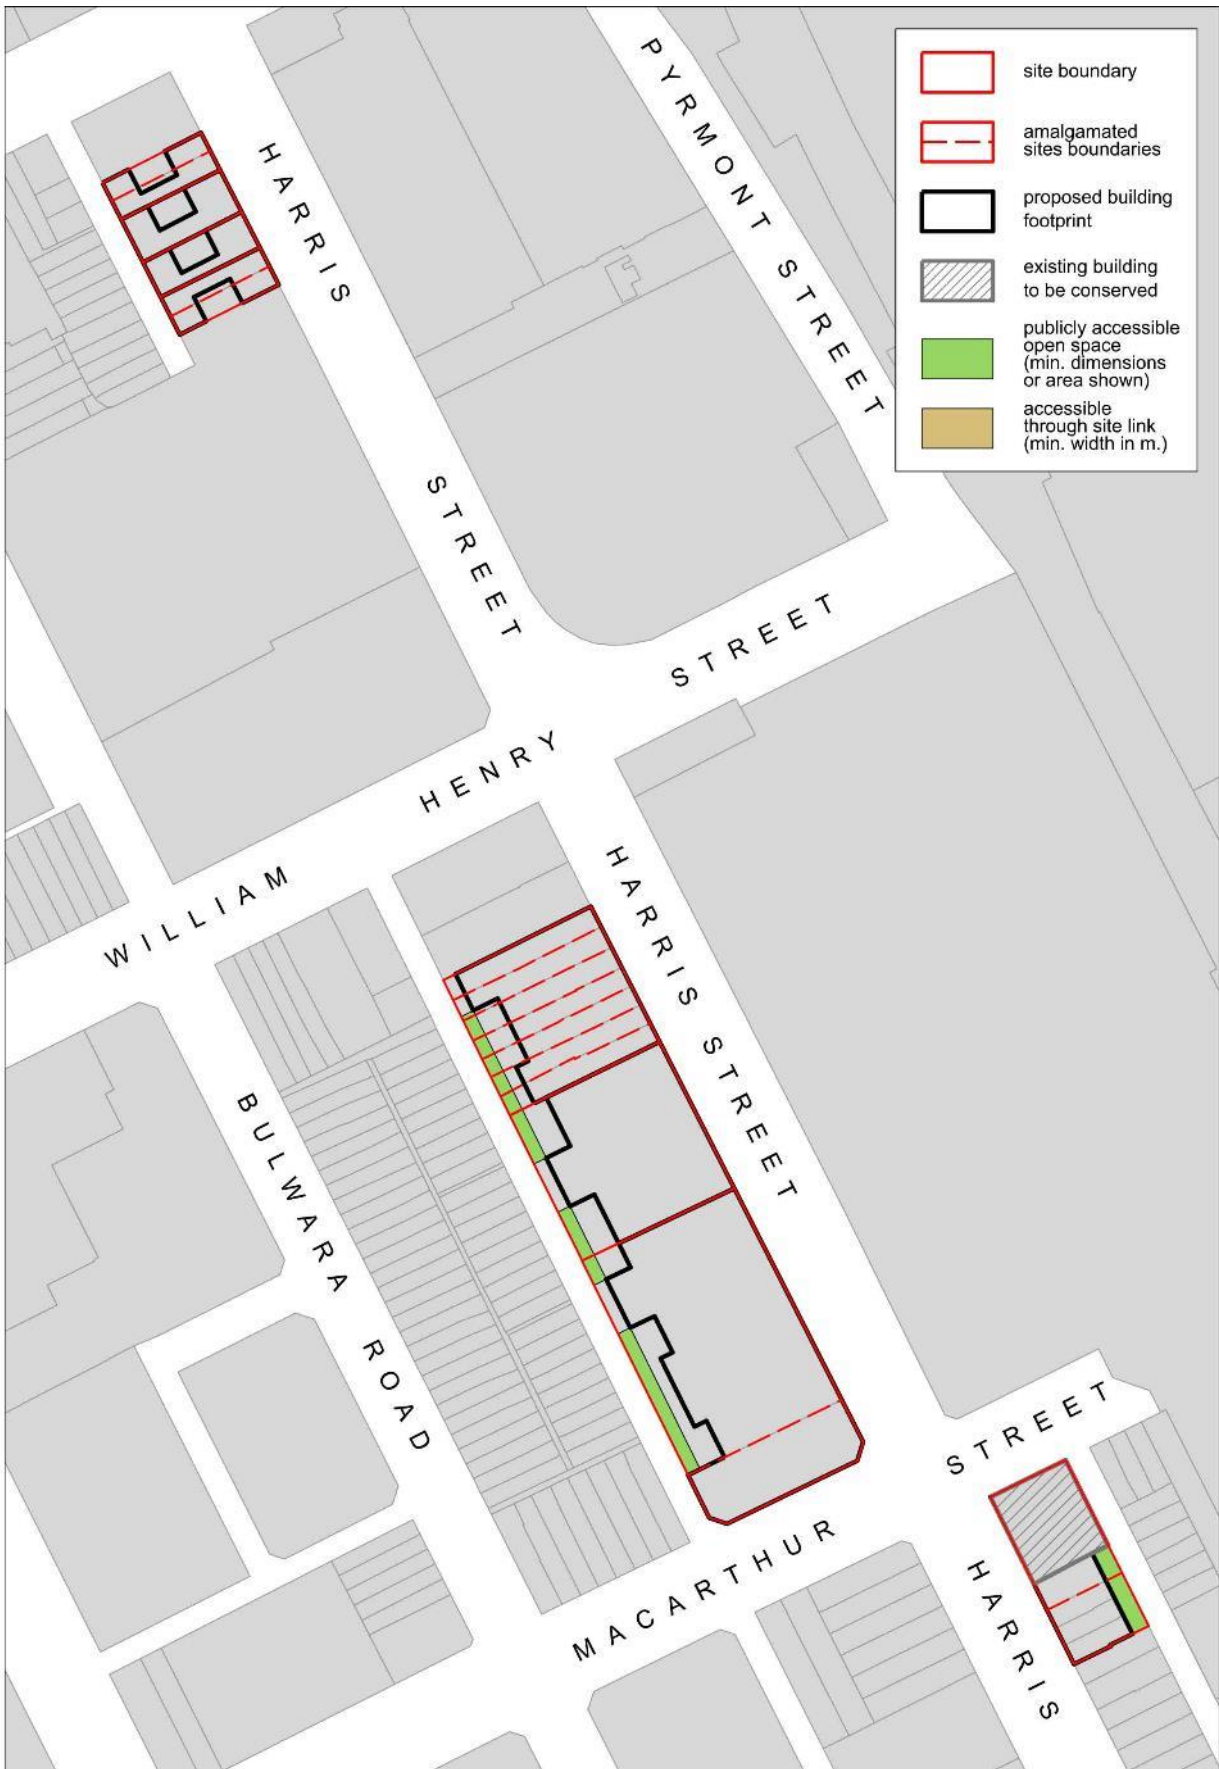 site boundary
amalgamated
sites boundaries
proposed building
footprint
existing building
to be conserved
publicly accessible
open space
(min. dimensions
or area shown)
accessible
through site link
(min. width in m.)
PYRMONT STREET
HARRIS
STREET
WILLIAM HENRY STREET
HARRIS STREET
BULWARA ROAD
MACARTHUR STREET
HARRIS